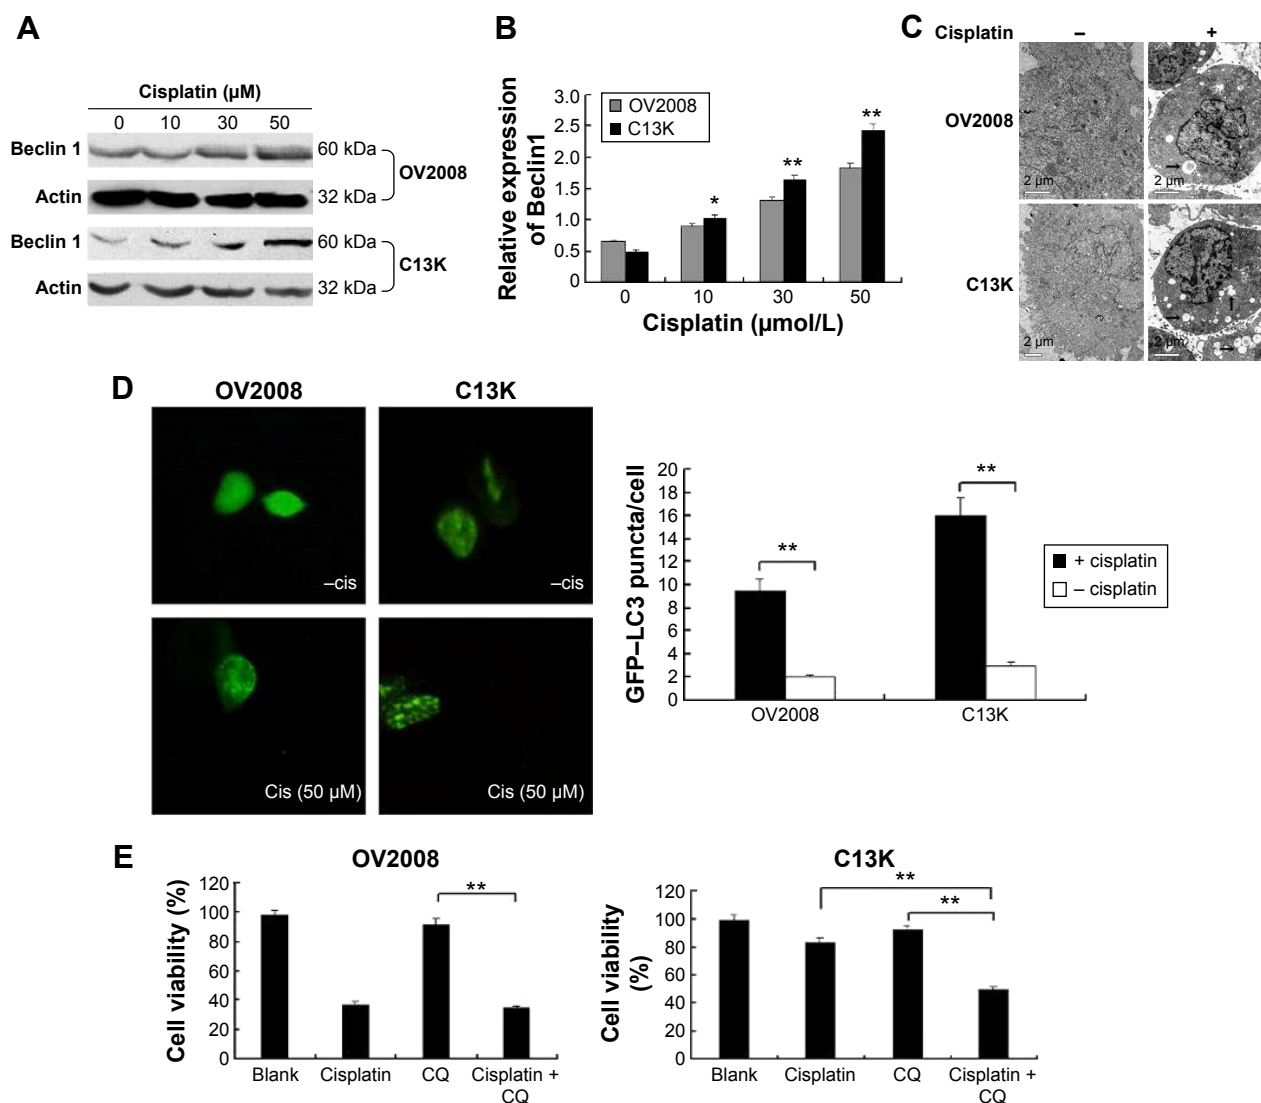 A
Cisplatin (µM)
0 10 30 50
Beclin 1 60 kDa
OV2008
Actin 32 kDa
Beclin 1 60 kDa
C13K
Actin 32 kDa
B
Relative expression
of Beclin1
3.0
2.5
2.0
1.5
1.0
0.5
0
OV2008
C13K
*
**
**
0 10 30 50
Cisplatin (µmol/L)
C
Cisplatin – +
OV2008
2 µm 2 µm
C13K
2 µm 2 µm
D
OV2008 C13K
–cis –cis
Cis (50 µM) Cis (50 µM)
GFP–LC3 puncta/cell
20
18
16
14
12
10
8
6
4
2
0
**
**
OV2008 C13K
+ cisplatin
– cisplatin
E
OV2008
Cell viability (%)
120
100
80
60
40
20
0
**
Blank Cisplatin CQ Cisplatin +
CQ
C13K
Cell viability
(%)
120
100
80
60
40
20
0
**
**
Blank Cisplatin CQ Cisplatin +
CQ